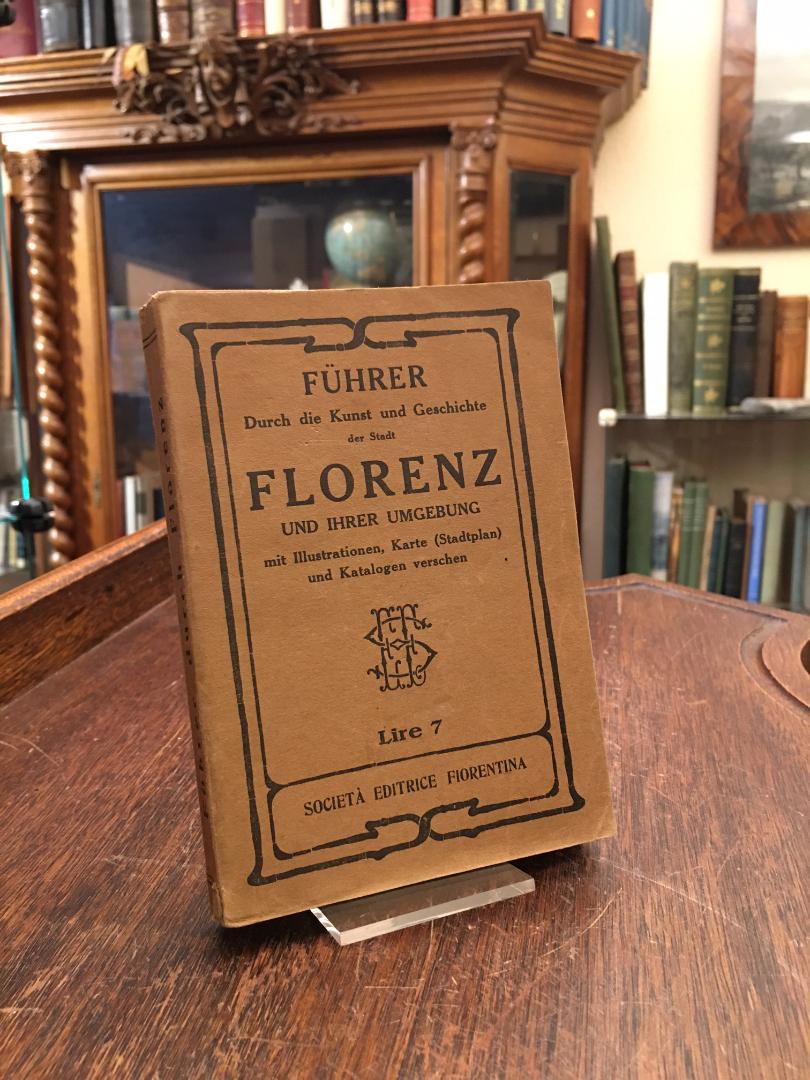 FÜHRER
Durch die Kunst und Geschichte
der Stadt
FLORENZ
UND IHRER UMGEBUNG
mit Illustrationen, Karte (Stadtplan)
und Katalogen verschen
Lire 7
SOCIETÀ EDITRICE FIORENTINA